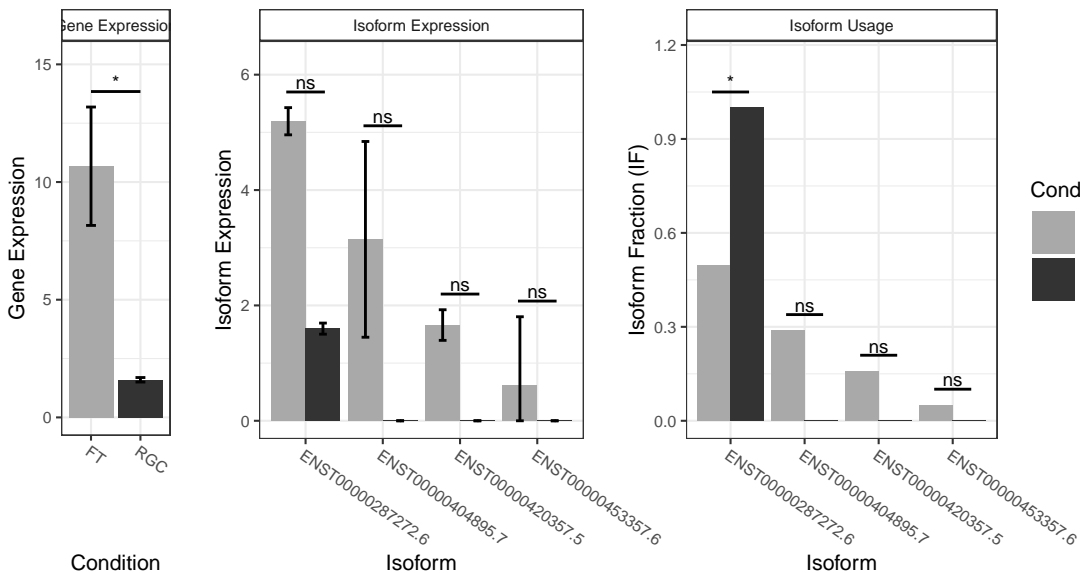 Gene Expression
Isoform Expression
Isoform Usage
Gene Expression
15
10
5
0
*
FT
RGC
Condition
Isoform Expression
6
4
2
0
ns
ns
ns
ns
ENST00000287272.6
ENST00000404895.7
ENST00000420357.5
ENST00000453357.6
Isoform
Isoform Fraction (IF)
1.2
0.9
0.6
0.3
0.0
*
ns
ns
ns
ENST00000287272.6
ENST00000404895.7
ENST00000420357.5
ENST00000453357.6
Isoform
Cond